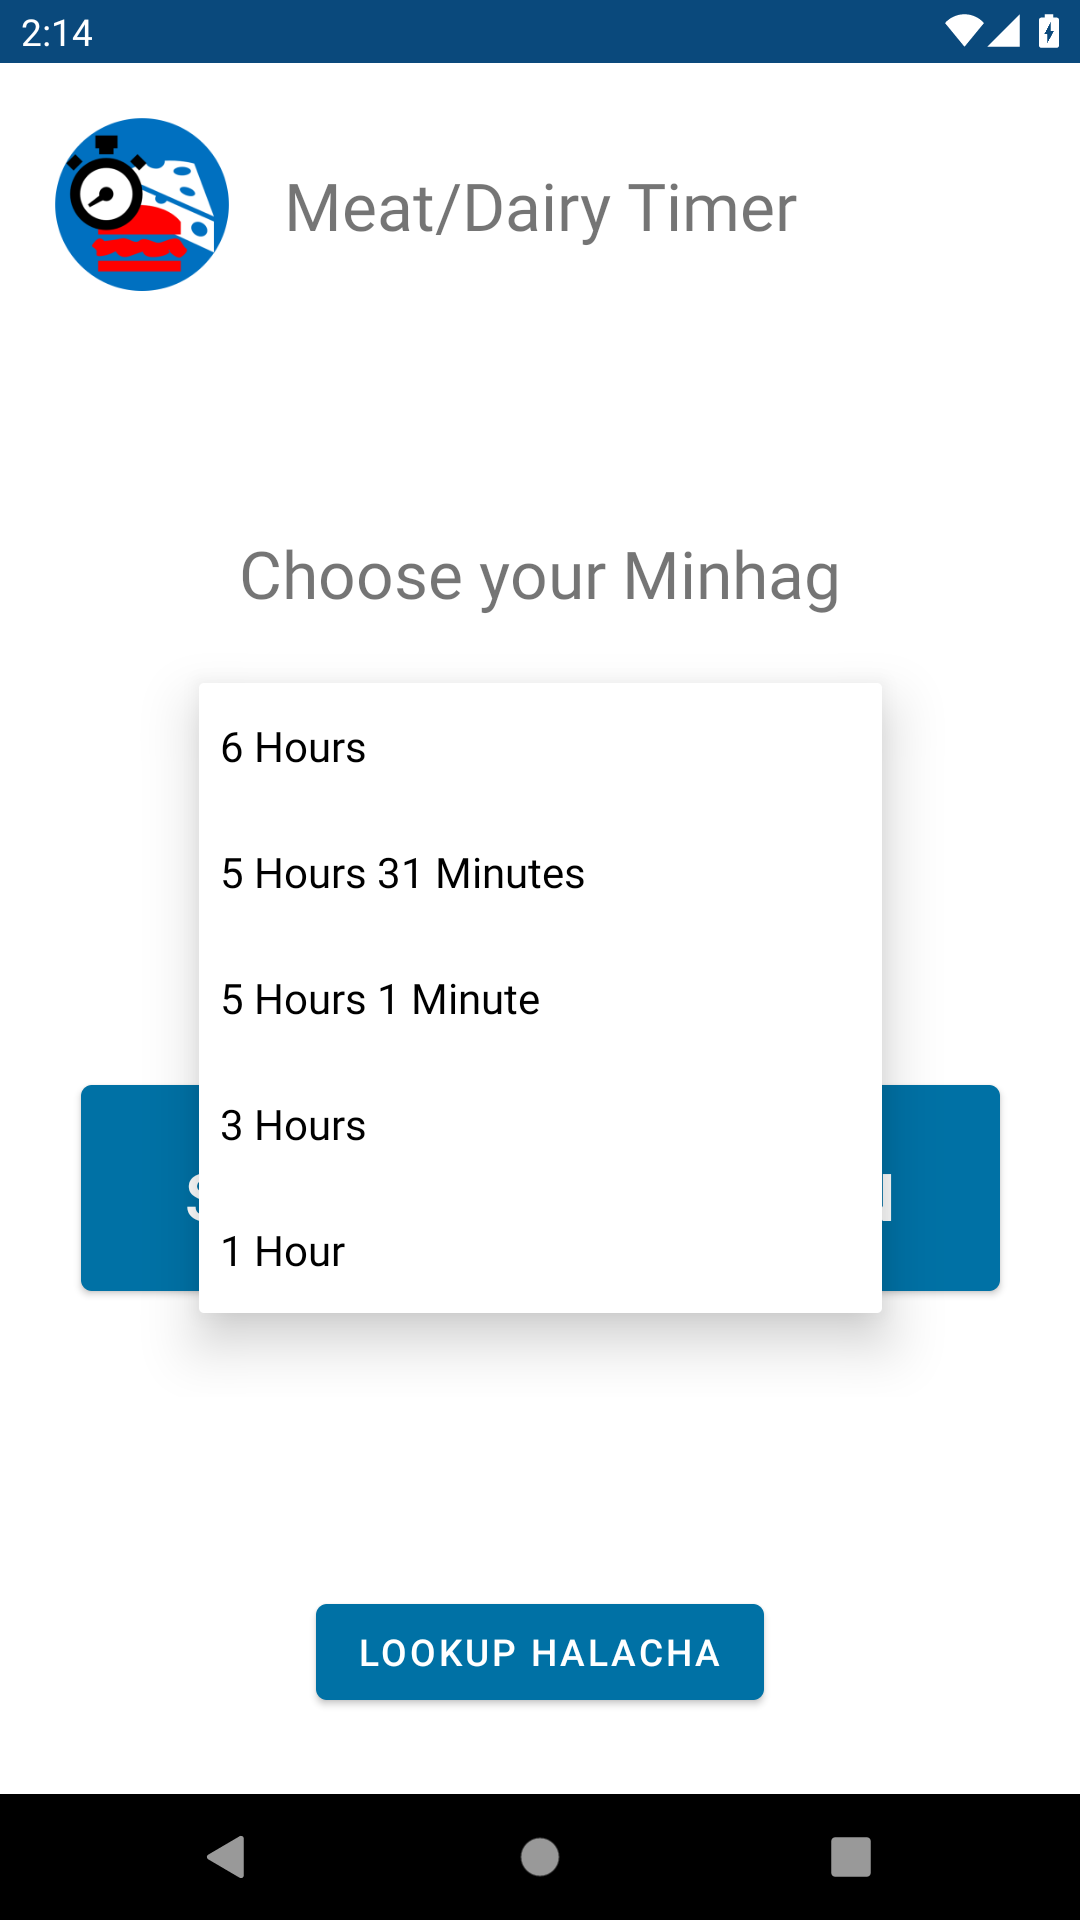 2:14
Meat/Dairy Timer
Choose your Minhag
6 Hours
5 Hours 31 Minutes
5 Hours 1 Minute
3 Hours
1 Hour
LOOKUP HALACHA